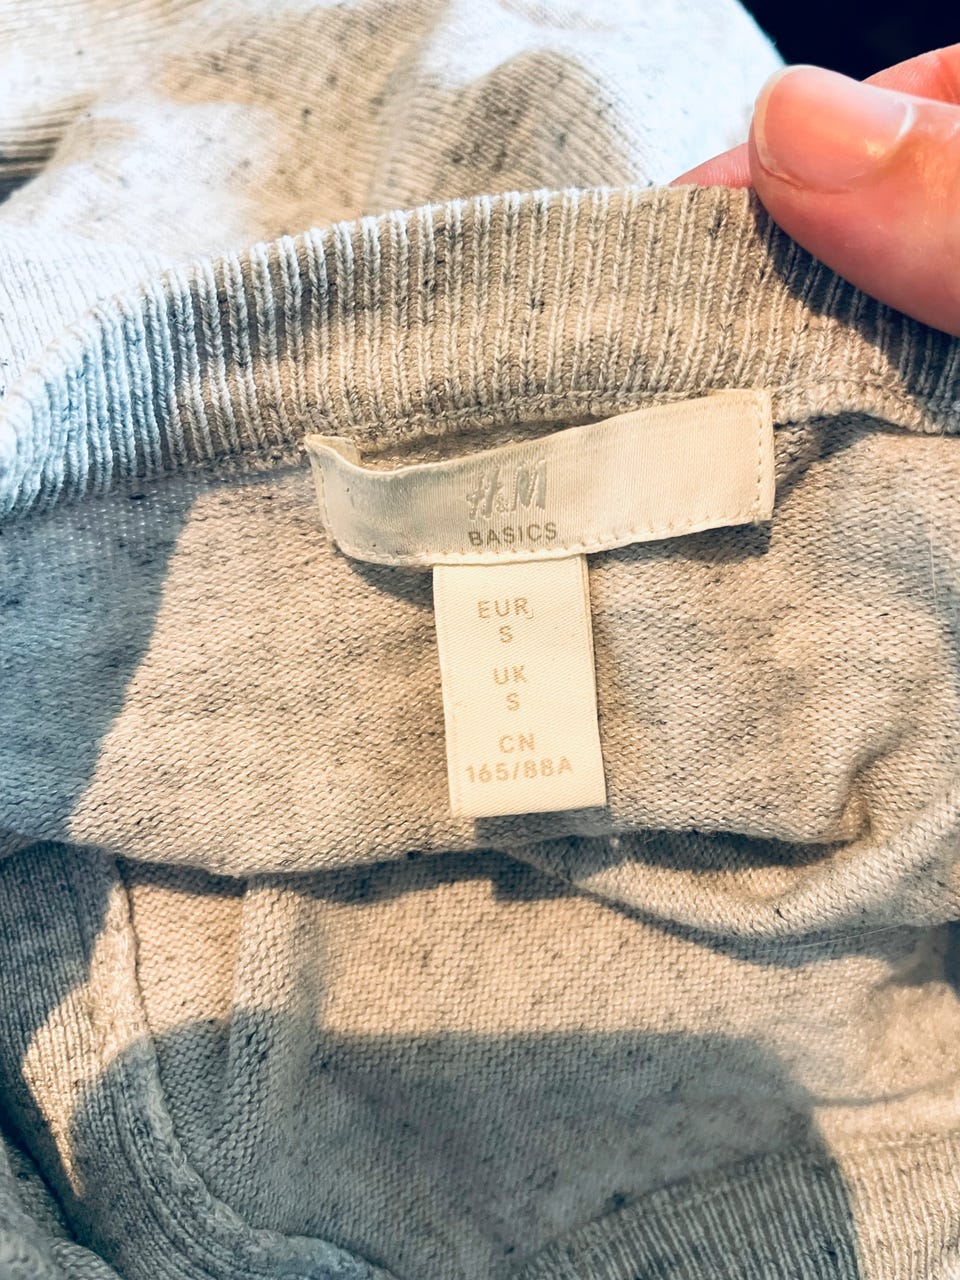 H&M
BASICS
EUR
S
UK
S
CN
165/88A